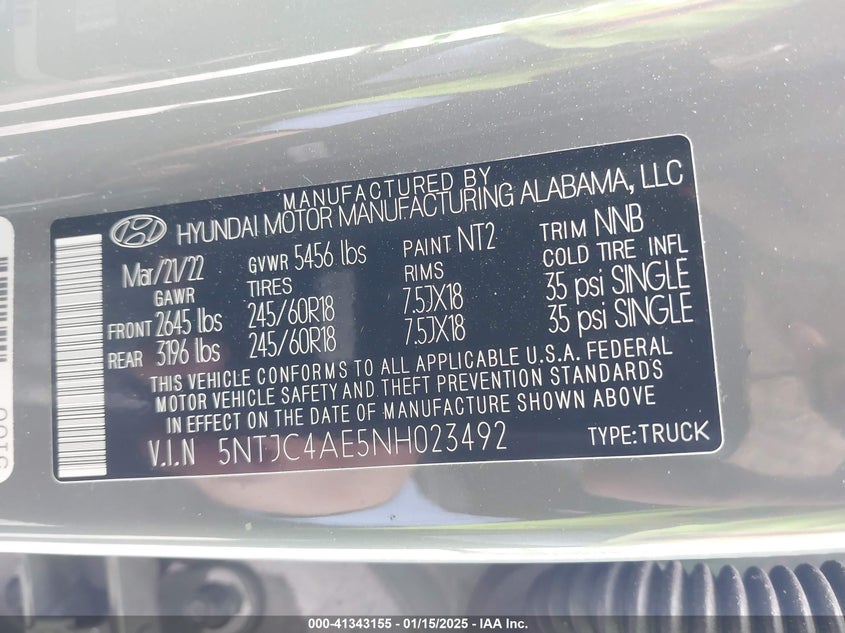 MANUFACTURED BY
HYUNDAI MOTOR MANUFACTURING ALABAMA, LLC
Mar/21/22 GVWR 5456 lbs PAINT NT2 TRIM NNB
GAWR TIRES RIMS COLD TIRE INFL
FRONT 2645 lbs 245/60R18 7.5JX18 35 psi SINGLE
REAR 3196 lbs 245/60R18 7.5JX18 35 psi SINGLE
THIS VEHICLE CONFORMS TO ALL APPLICABLE U.S.A. FEDERAL
MOTOR VEHICLE SAFETY AND THEFT PREVENTION STANDARDS
IN EFFECT ON THE DATE OF MANUFACTURE SHOWN ABOVE
V.I.N 5NTJC4AE5NH023492 TYPE:TRUCK
000-41343155 - 01/15/2025 - IAA Inc.